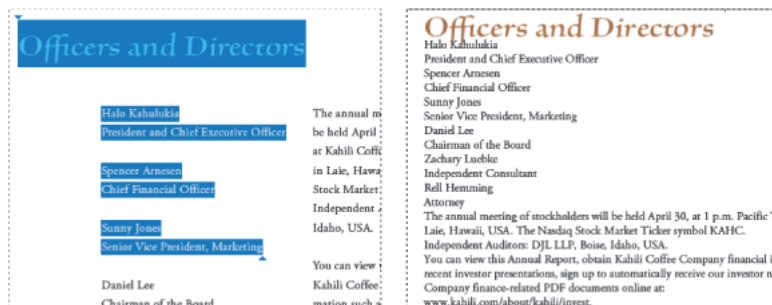 Officers and Directors
Halo Kahulukia
President and Chief Executive Officer
Spencer Arnesen
Chief Financial Officer
Sunny Jones
Senior Vice President, Marketing
Daniel Lee
Chairman of the Board
The annual m
be held April
at Kahili Coff
in Laie, Hawa
Stock Market
Independent
Idaho, USA.
You can view
Kahili Coffee
mation such a
Officers and Directors
Halo Kahulukia
President and Chief Executive Officer
Spencer Arnesen
Chief Financial Officer
Sunny Jones
Senior Vice President, Marketing
Daniel Lee
Chairman of the Board
Zachary Luebke
Independent Consultant
Rell Hemming
Attorney
The annual meeting of stockholders will be held April 30, at 1 p.m. Pacific
Laie, Hawaii, USA. The Nasdaq Stock Market Ticker symbol KAHC.
Independent Auditors: DJL LLP, Boise, Idaho, USA.
You can view this Annual Report, obtain Kahili Coffee Company financial
recent investor presentations, sign up to automatically receive our investor
Company finance-related PDF documents online at:
www.kahili.com/about/kahili/invest.